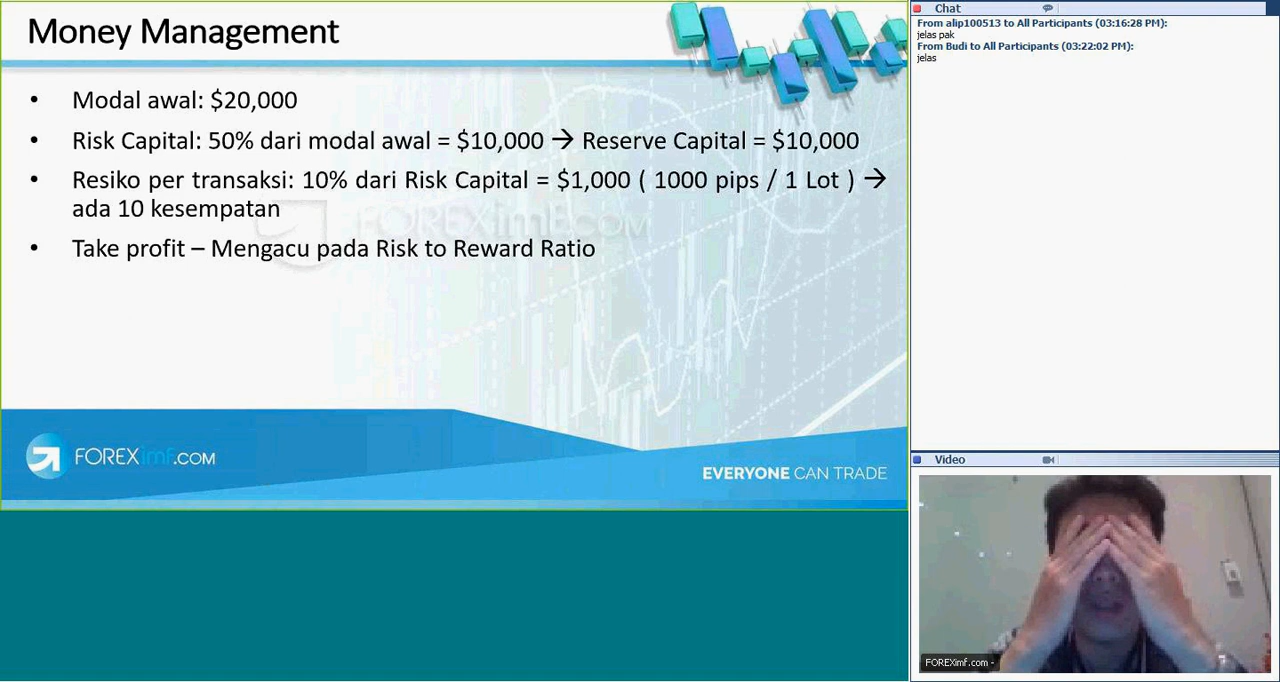 Money Management
• Modal awal: $20,000
• Risk Capital: 50% dari modal awal = $10,000 → Reserve Capital = $10,000
• Resiko per transaksi: 10% dari Risk Capital = $1,000 ( 1000 pips / 1 Lot ) →
ada 10 kesempatan
• Take profit – Mengacu pada Risk to Reward Ratio
FOREXimf.COM
FOREXimf.COM
EVERYONE CAN TRADE
Chat
From alip100513 to All Participants (03:16:28 PM):
jelas pak
From Budi to All Participants (03:22:02 PM):
jelas
Video
FOREXimf.com -